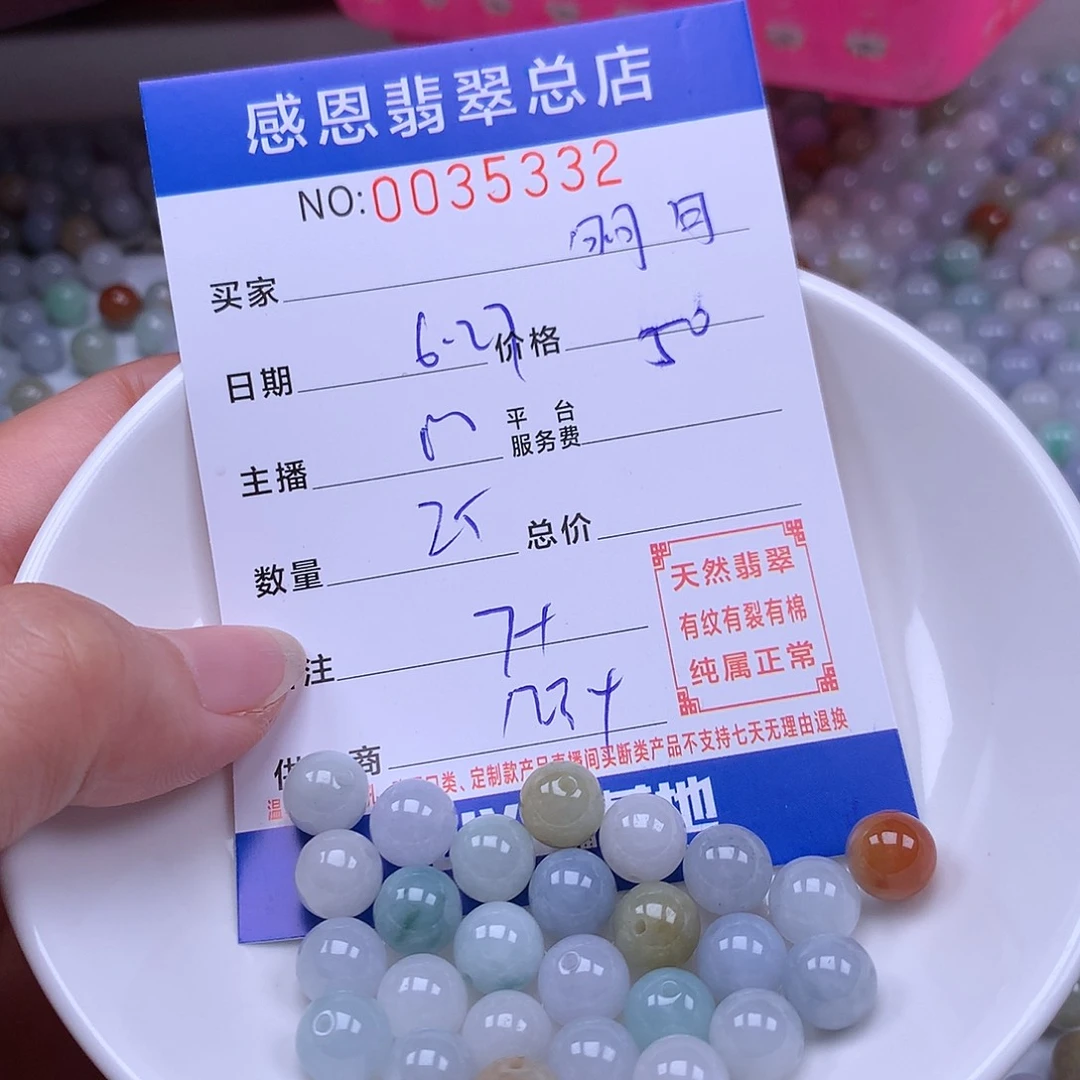 感恩翡翠总店
NO:0035332
买家
日期 6-27 价格 50
主播 平台服务费
数量 25 总价
注 7+
商
天然翡翠
有纹有裂有棉
纯属正常
类、定制款产品直播间买断类产品不支持七天无理由退换
基地